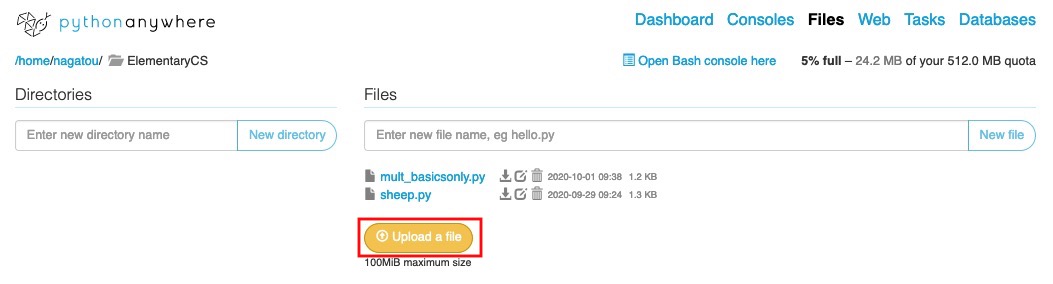 pythonanywhere
Dashboard Consoles Files Web Tasks Databases
/home/nagatou/ ElementaryCS
Open Bash console here 5% full – 24.2 MB of your 512.0 MB quota
Directories
Files
Enter new directory name New directory
Enter new file name, eg hello.py New file
mult_basicsonly.py 2020-10-01 09:38 1.2 KB
sheep.py 2020-09-29 09:24 1.3 KB
Upload a file
100MiB maximum size